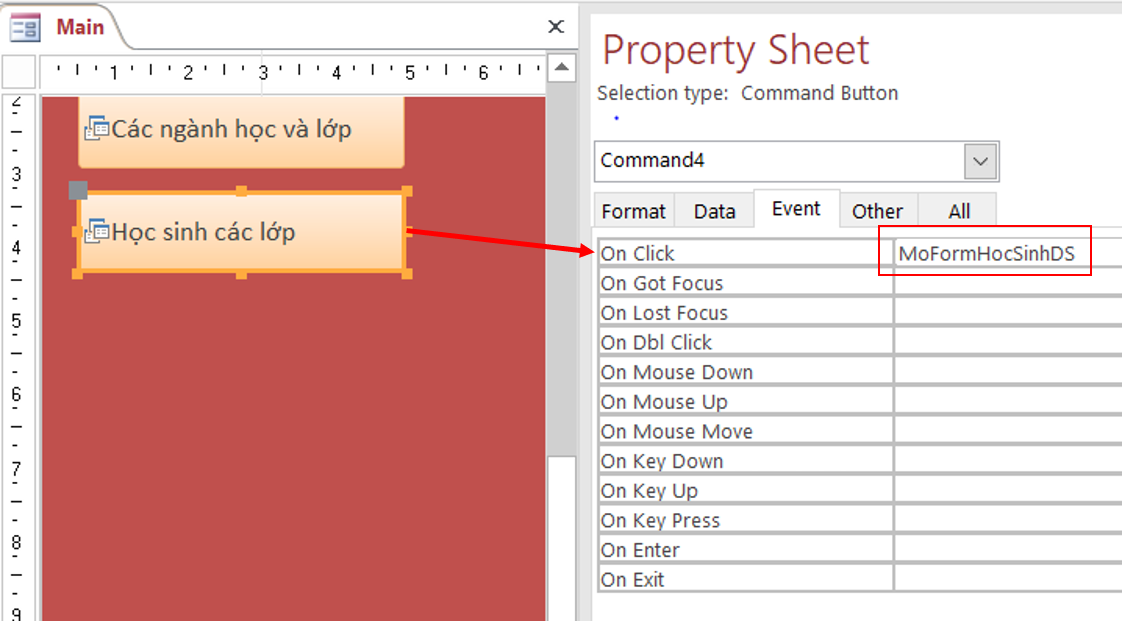 Main
Property Sheet
Selection type: Command Button
1 2 3 4 5 6
2
3
4
5
6
7
8
9
Các ngành học và lớp
Học sinh các lớp
Command4
Format Data Event Other All
On Click MoFormHocSinhDS
On Got Focus
On Lost Focus
On Dbl Click
On Mouse Down
On Mouse Up
On Mouse Move
On Key Down
On Key Up
On Key Press
On Enter
On Exit